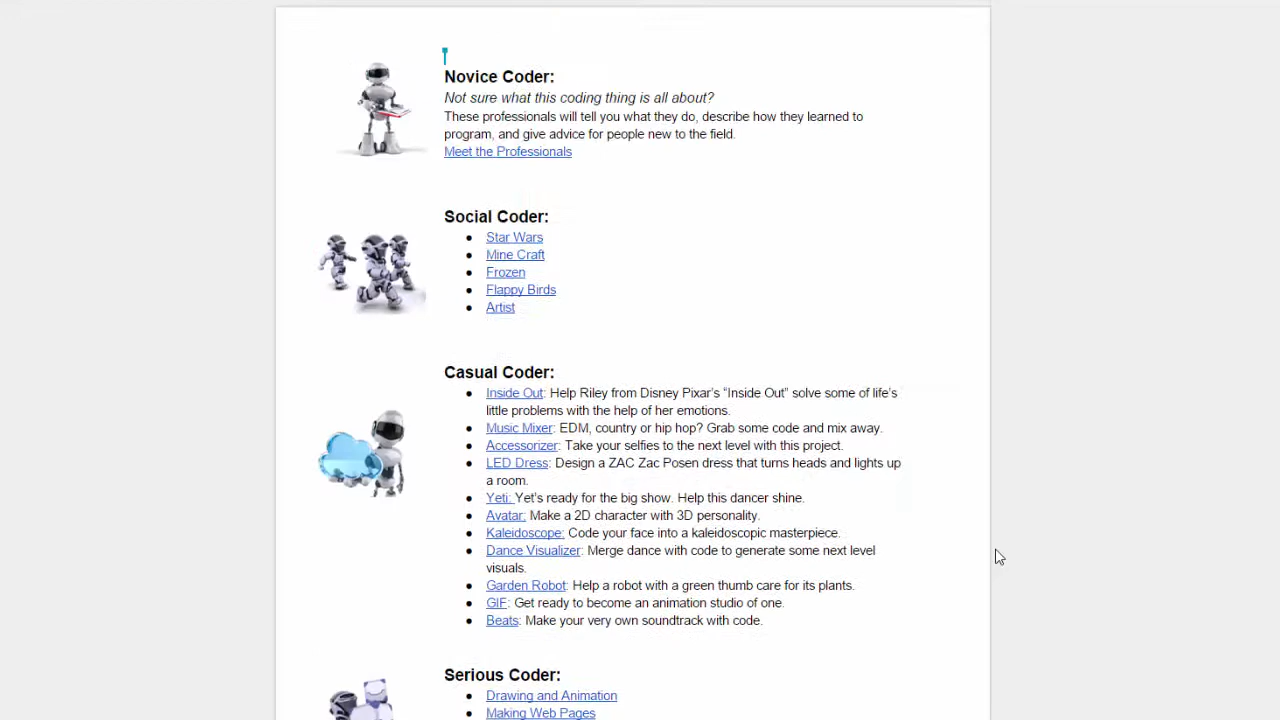 Novice Coder:
Not sure what this coding thing is all about?
These professionals will tell you what they do, describe how they learned to
program, and give advice for people new to the field.
Meet the Professionals
Social Coder:
● Star Wars
● Mine Craft
● Frozen
● Flappy Birds
● Artist
Casual Coder:
● Inside Out: Help Riley from Disney Pixar’s “Inside Out” solve some of life’s
little problems with the help of her emotions.
● Music Mixer: EDM, country or hip hop? Grab some code and mix away.
● Accessorizer: Take your selfies to the next level with this project.
● LED Dress: Design a ZAC Zac Posen dress that turns heads and lights up
a room.
● Yeti: Yet’s ready for the big show. Help this dancer shine.
● Avatar: Make a 2D character with 3D personality.
● Kaleidoscope: Code your face into a kaleidoscopic masterpiece.
● Dance Visualizer: Merge dance with code to generate some next level
visuals.
● Garden Robot: Help a robot with a green thumb care for its plants.
● GIF: Get ready to become an animation studio of one.
● Beats: Make your very own soundtrack with code.
Serious Coder:
● Drawing and Animation
● Making Web Pages